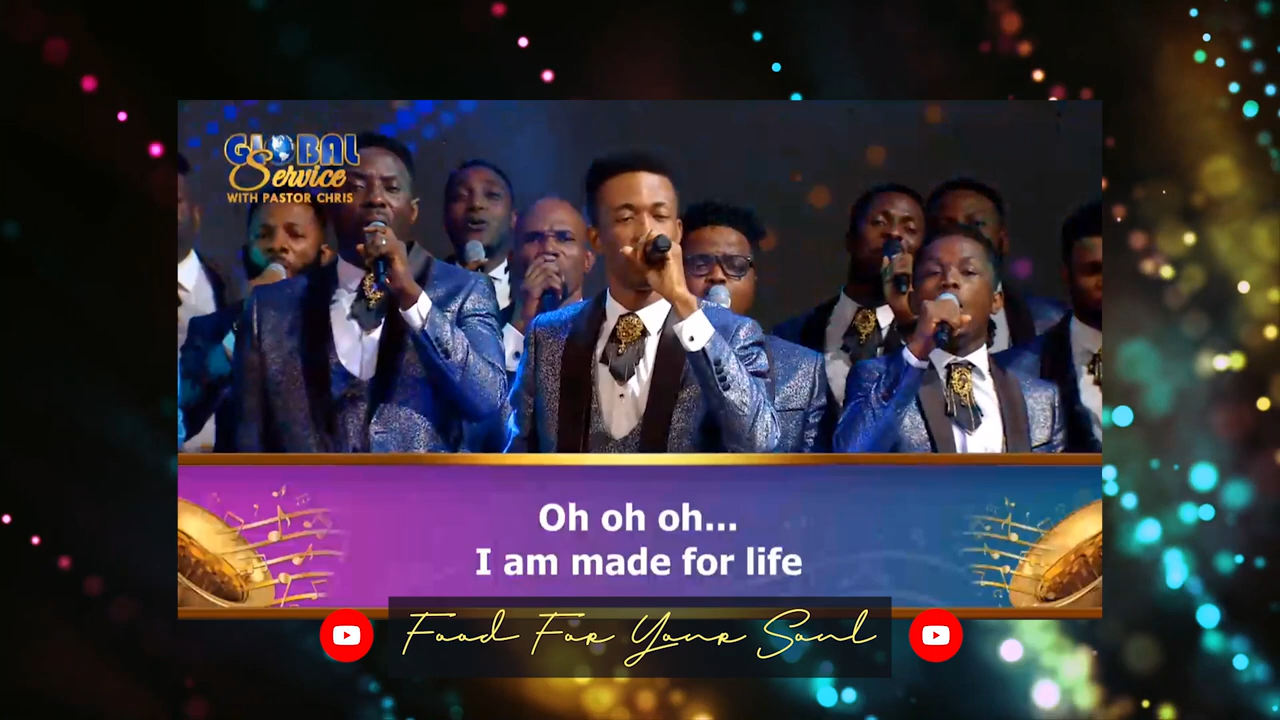 GLOBAL
Service
WITH PASTOR CHRIS
Oh oh oh...
I am made for life
Food For Your Soul